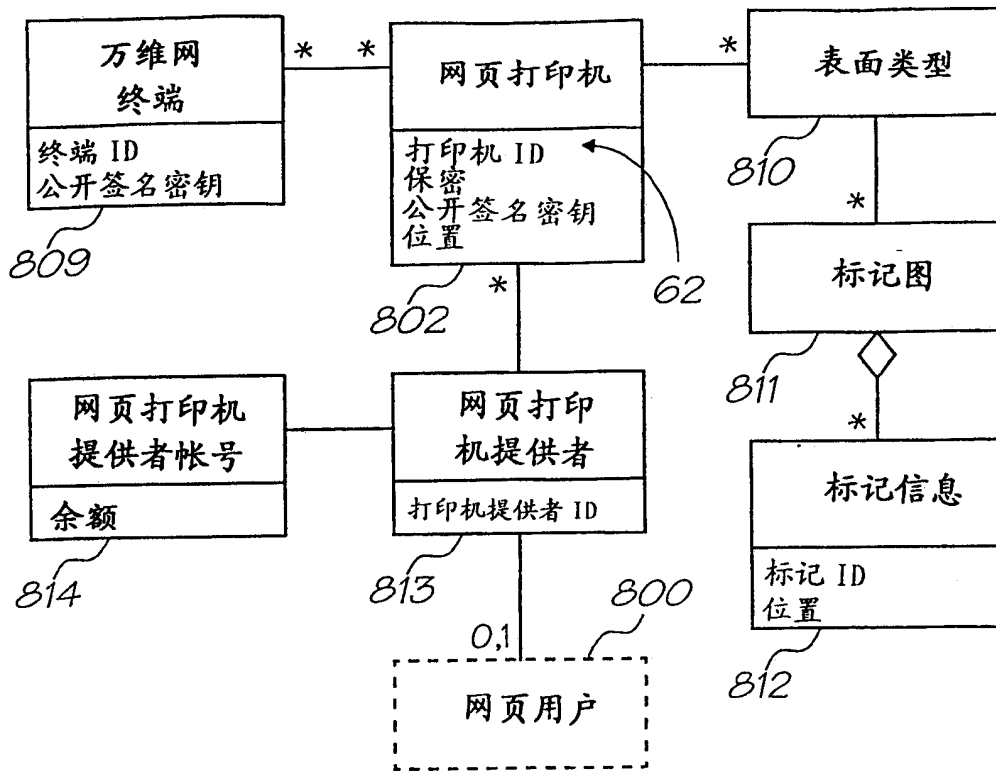 万维网
终端
终端 ID
公开签名密钥
809
*
*
网页打印机
打印机 ID
保密
公开签名密钥
位置
802
62
*
*
表面类型
810
*
标记图
811
*
标记信息
标记 ID
位置
812
网页打印机
提供者帐号
余额
814
网页打印
机提供者
打印机提供者 ID
813
0,1
800
网页用户